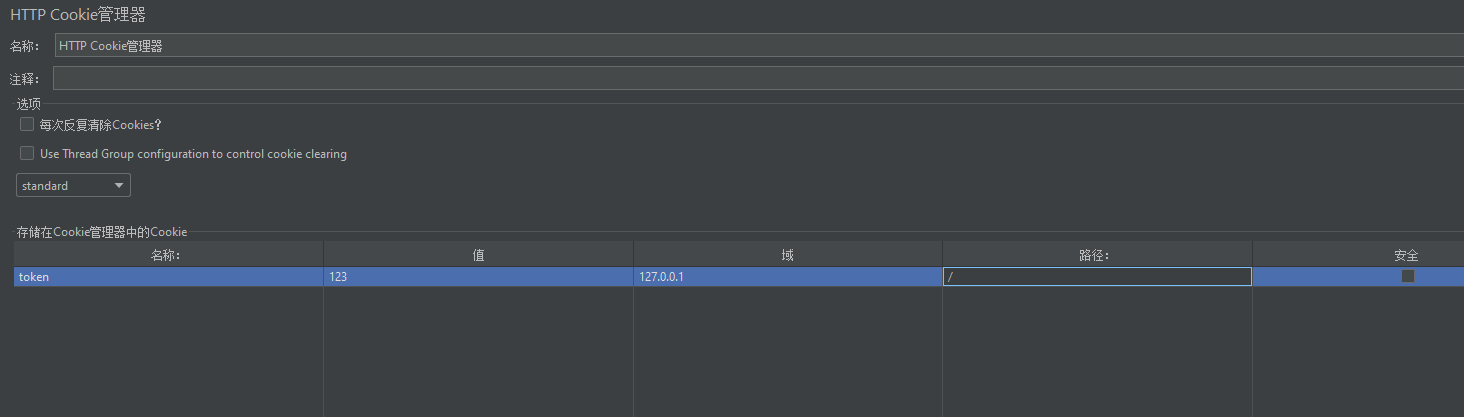 HTTP Cookie管理器
名称： HTTP Cookie管理器
注释：
选项
每次反复清除Cookies?
Use Thread Group configuration to control cookie clearing
standard
存储在Cookie管理器中的Cookie
名称： 值 域 路径： 安全
token 123 127.0.0.1 /